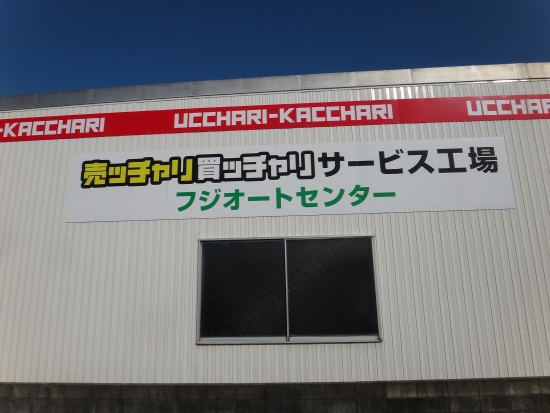 -KACCHARI UCCHARI-KACCHARI UCCHAR
売ッチャリ買ッチャリサービス工場
フジオートセンター